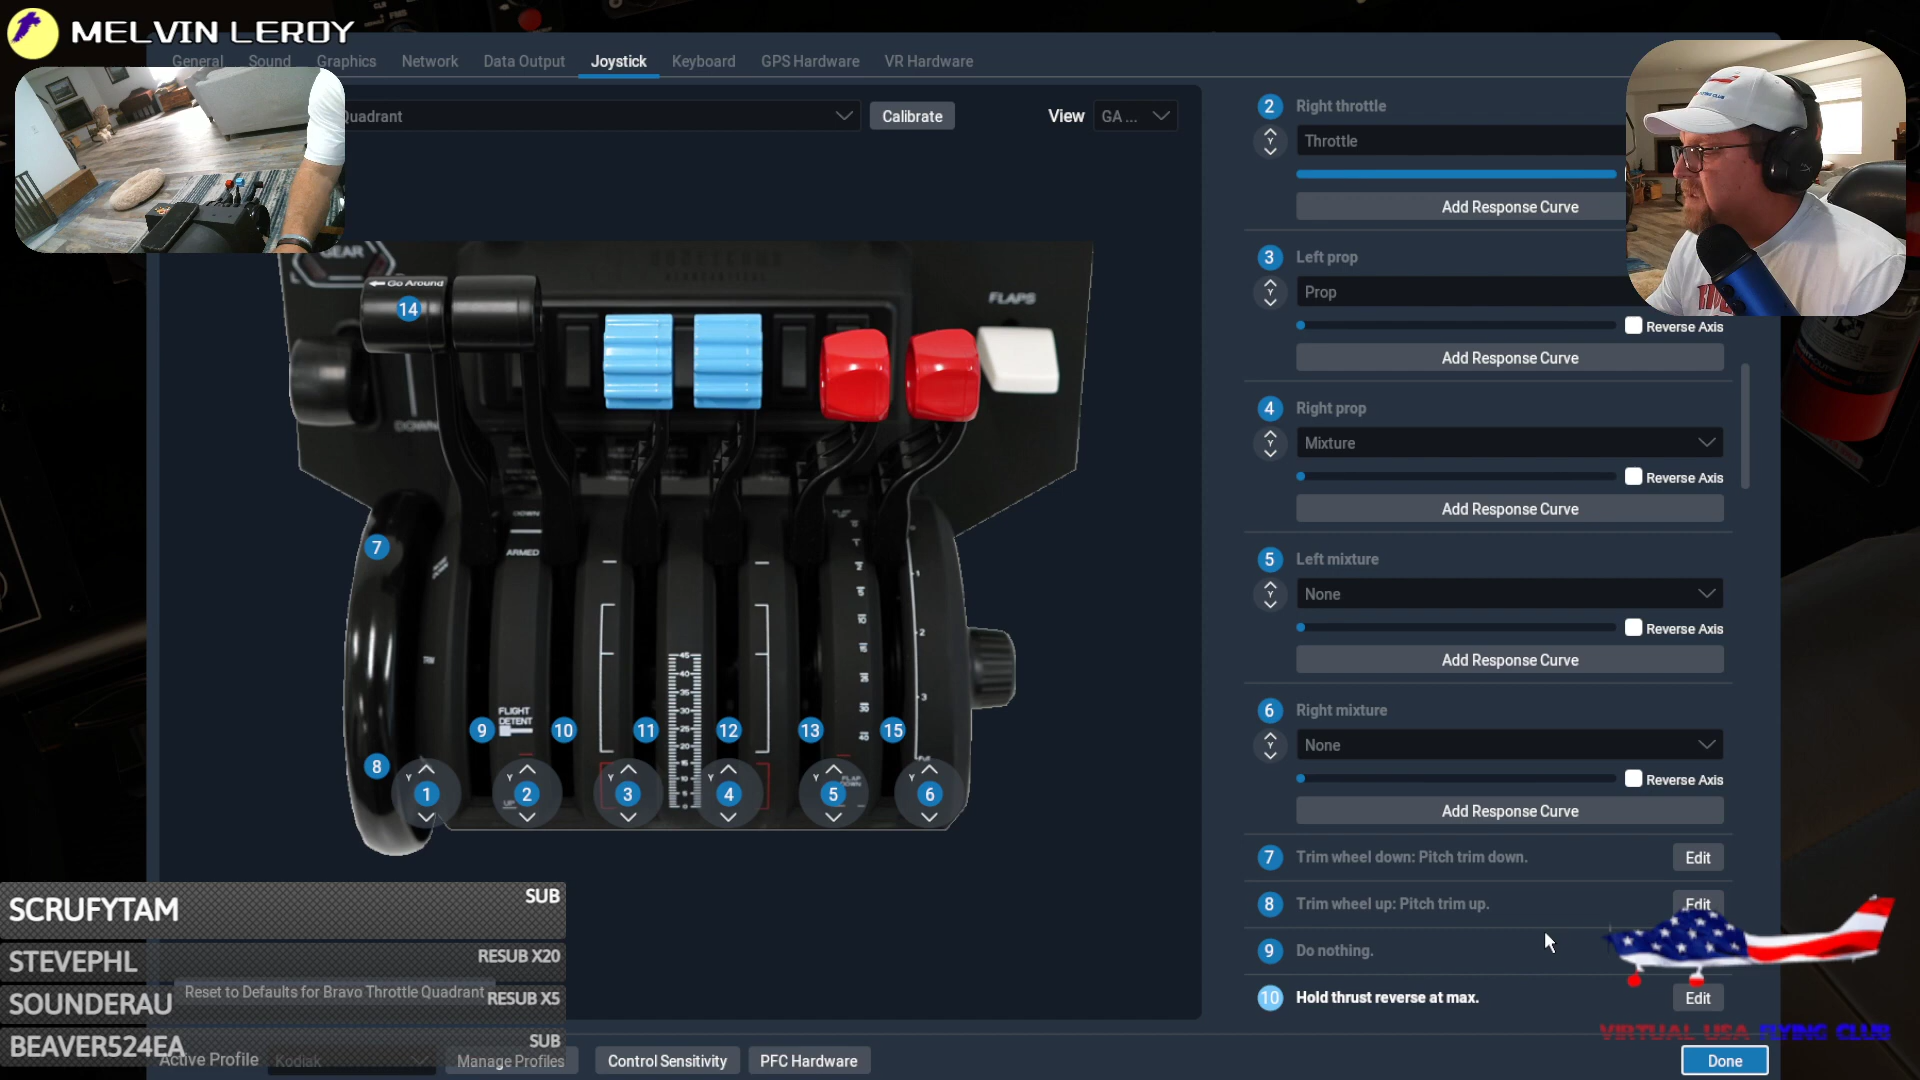 MELVIN LEROY
General Sound Graphics Network Data Output Joystick Keyboard GPS Hardware VR Hardware
Quadrant
Calibrate
View GA ...
2 Right throttle
Y Throttle
Add Response Curve
3 Left prop
Y Prop
Reverse Axis
Add Response Curve
4 Right prop
Y Mixture
Reverse Axis
Add Response Curve
5 Left mixture
Y None
Reverse Axis
Add Response Curve
6 Right mixture
Y None
Reverse Axis
Add Response Curve
7 Trim wheel down: Pitch trim down. Edit
8 Trim wheel up: Pitch trim up. Edit
9 Do nothing.
10 Hold thrust reverse at max. Edit
GEAR
Go Around
14
FLAPS
DOWN
7
DOWN
ARMED
FLIGHT
DETENT
9 10 11 12 13 15
8
1 2 3 4 5 6
SCRUFYTAM SUB
STEVEPHL RESUB X20
SOUNDERAU RESUB X5
BEAVER524EA SUB
Reset to Defaults for Bravo Throttle Quadrant
Active Profile Kodiak Manage Profiles Control Sensitivity PFC Hardware
VIRTUAL USA FLYING CLUB
Done